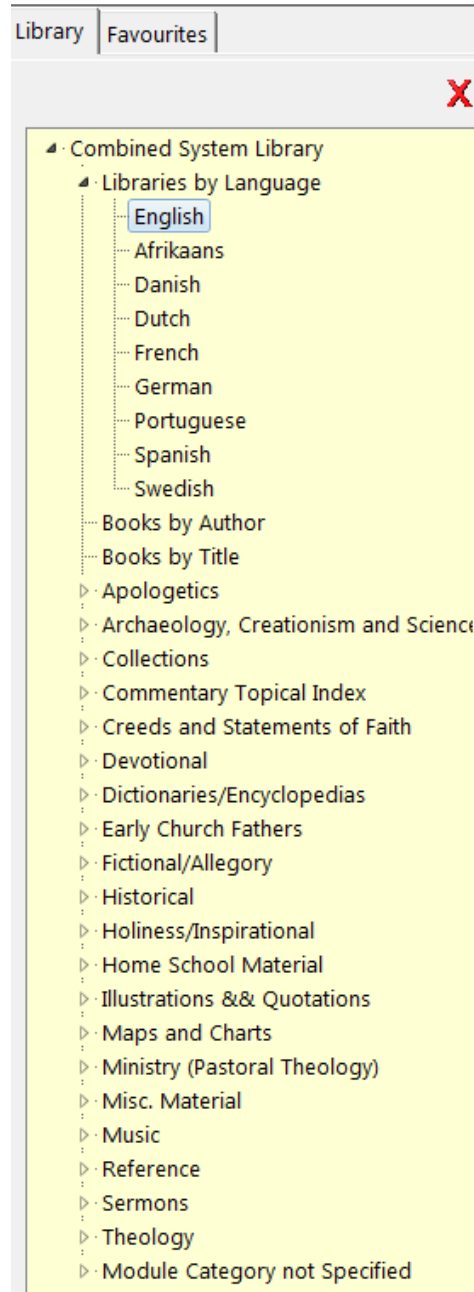 Library Favourites
X
Combined System Library
Libraries by Language
English
Afrikaans
Danish
Dutch
French
German
Portuguese
Spanish
Swedish
Books by Author
Books by Title
Apologetics
Archaeology, Creationism and Science
Collections
Commentary Topical Index
Creeds and Statements of Faith
Devotional
Dictionaries/Encyclopedias
Early Church Fathers
Fictional/Allegory
Historical
Holiness/Inspirational
Home School Material
Illustrations && Quotations
Maps and Charts
Ministry (Pastoral Theology)
Misc. Material
Music
Reference
Sermons
Theology
Module Category not Specified